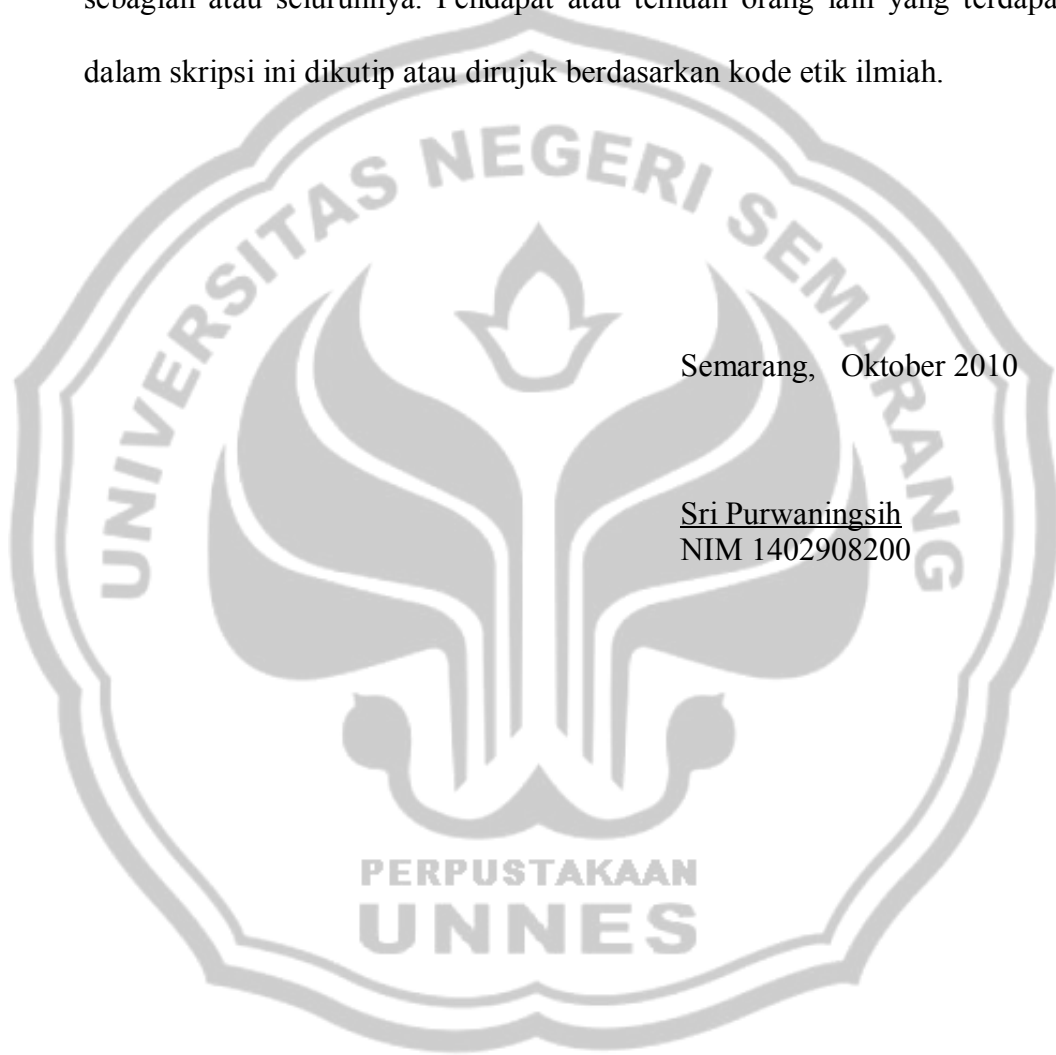 sebagian atau seluruhnya. Pendapat atau temuan orang lain yang terdapa
dalam skripsi ini dikutip atau dirujuk berdasarkan kode etik ilmiah.
UNIVERSITAS NEGERI SEMARANG
Semarang, Oktober 2010
Sri Purwaningsih
NIM 1402908200
PERPUSTAKAAN
UNNES